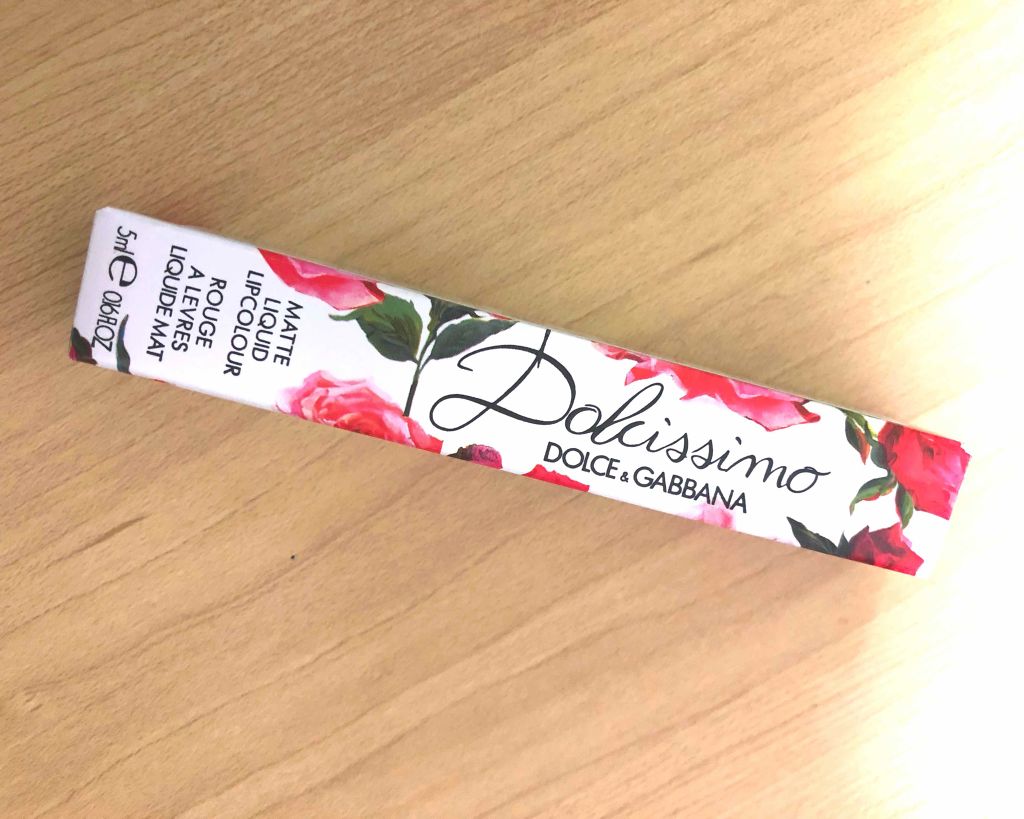 Dolcissimo
DOLCE & GABBANA
MATTE
LIQUID
LIPCOLOUR
ROUGE
A LEVRES
LIQUIDE MAT
5ml e 0.16fl.OZ